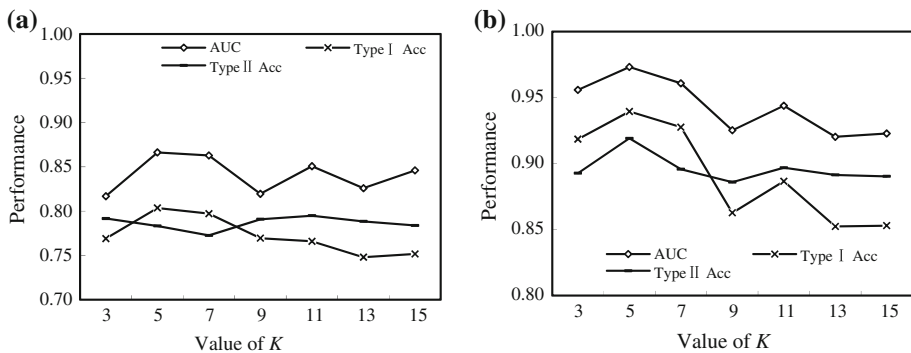 (a)
1.00
0.95
0.90
0.85
0.80
0.75
0.70
Performance
AUC
Type Ⅰ Acc
Type Ⅱ Acc
3 5 7 9 11 13 15
Value of K
(b)
1.00
0.95
0.90
0.85
0.80
Performance
AUC
Type Ⅰ Acc
Type Ⅱ Acc
3 5 7 9 11 13 15
Value of K